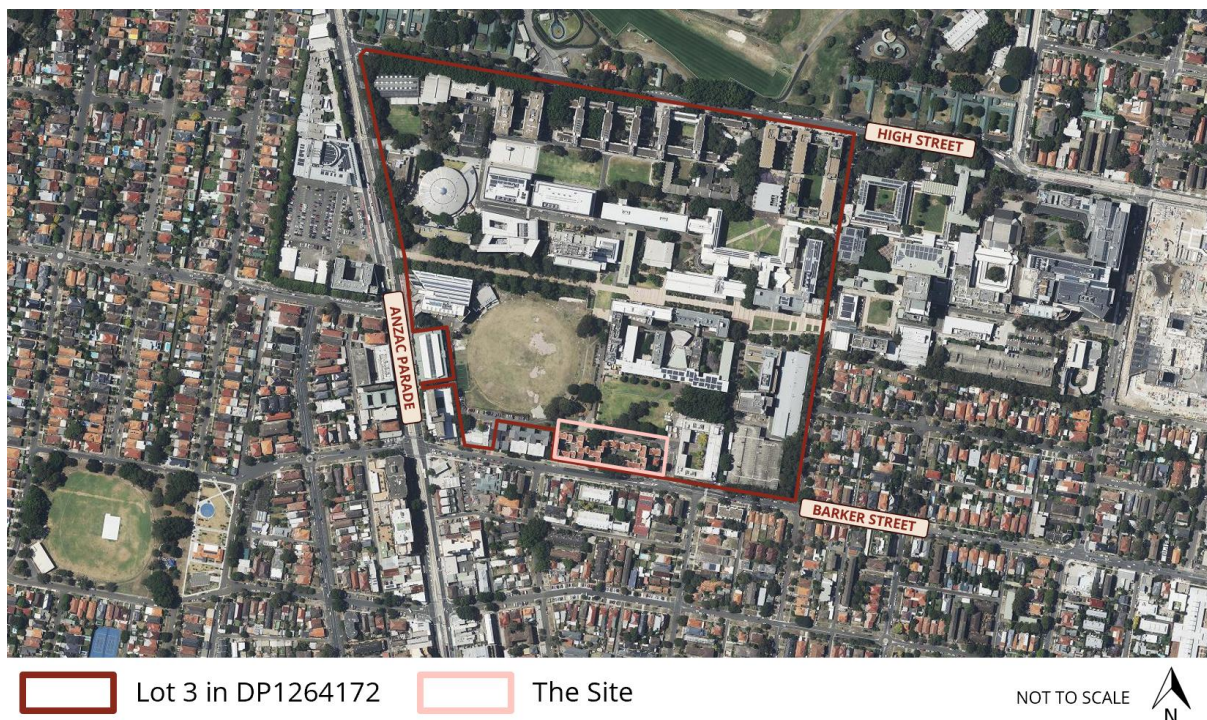 HIGH STREET
ANZAC PARADE
BARKER STREET
Lot 3 in DP1264172
The Site
NOT TO SCALE
N